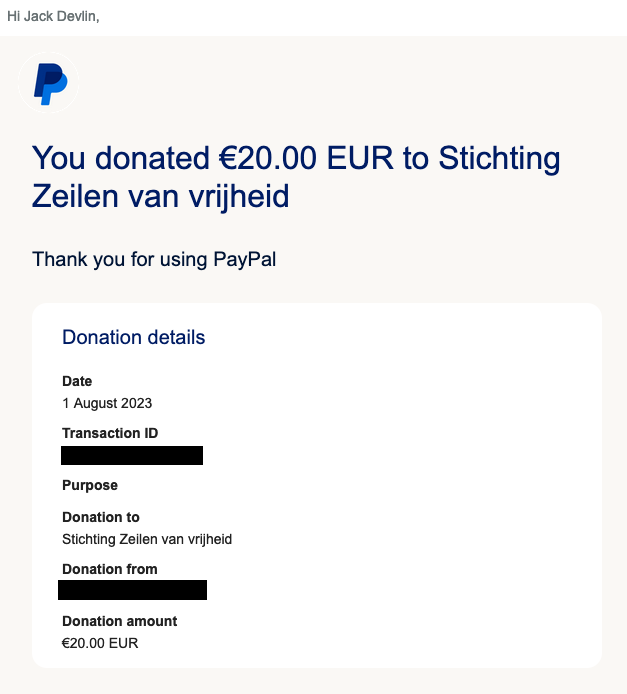 Hi Jack Devlin,
You donated €20.00 EUR to Stichting
Zeilen van vrijheid
Thank you for using PayPal
Donation details
Date
1 August 2023
Transaction ID
Purpose
Donation to
Stichting Zeilen van vrijheid
Donation from
Donation amount
€20.00 EUR